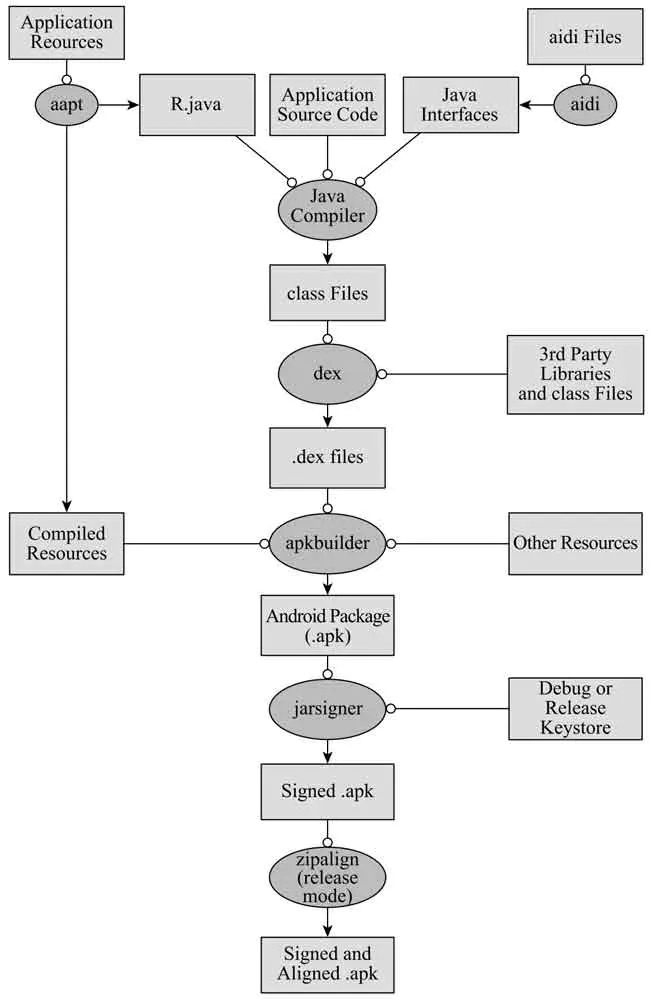 Application
Reources
aidi Files
aapt
R.java
Application
Source Code
Java
Interfaces
aidi
Java
Compiler
class Files
dex
3rd Party
Libraries
and class Files
.dex files
Compiled
Resources
apkbuilder
Other Resources
Android Package
(.apk)
jarsigner
Debug or
Release
Keystore
Signed .apk
zipalign
(release
mode)
Signed and
Aligned .apk